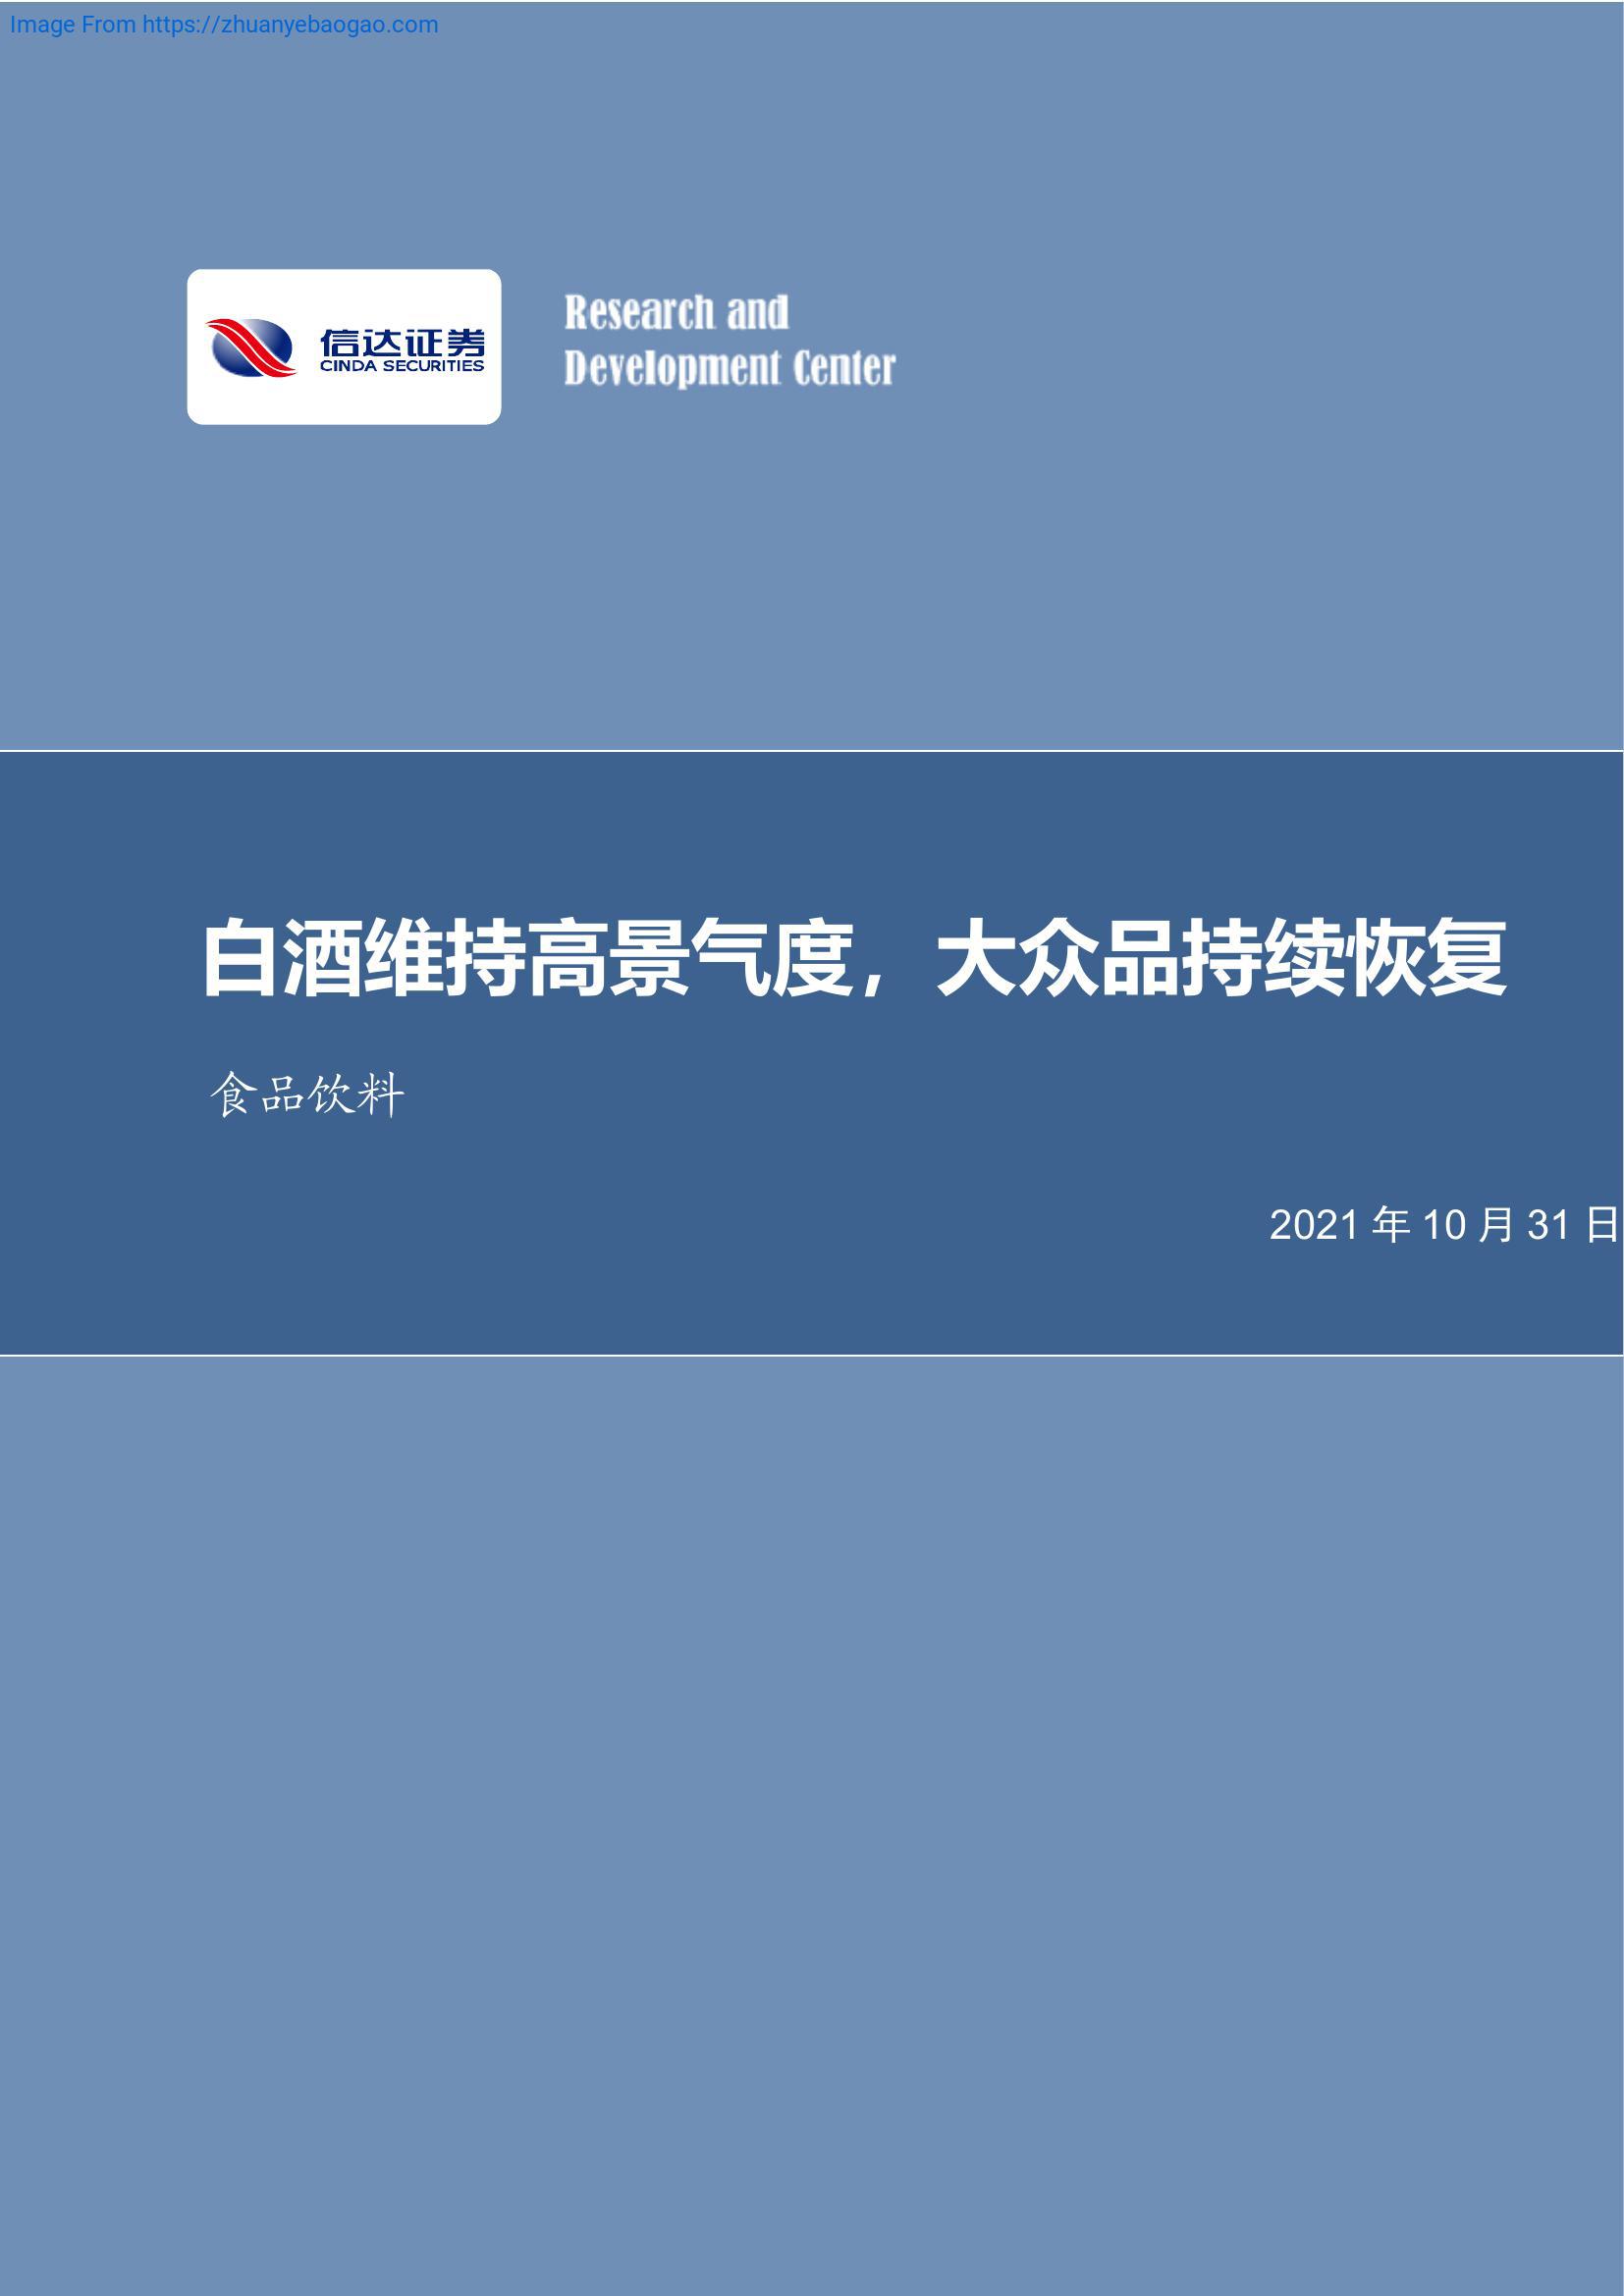 Image From https://zhuanyebaogao.com
信达证券
CINDA SECURITIES
Research and
Development Center
白酒维持高景气度，大众品持续恢复
食品饮料
2021 年 10 月 31 日